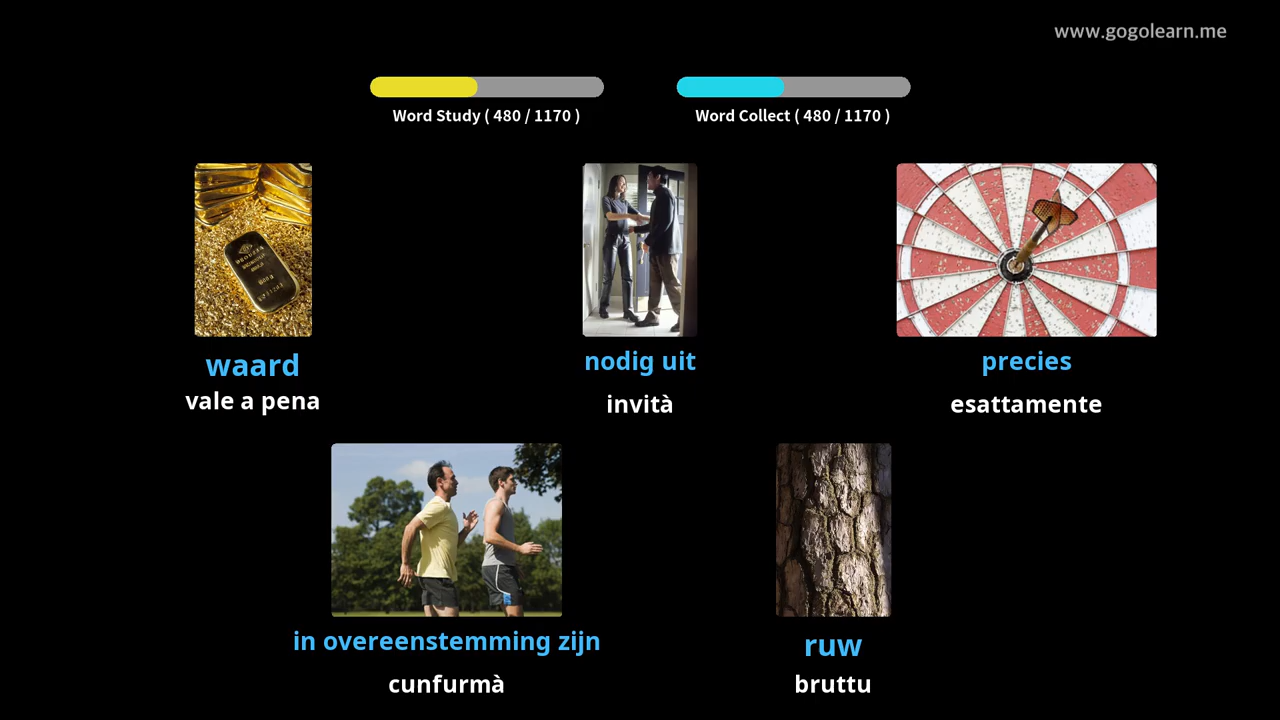 www.gogolearn.me
Word Study ( 480 / 1170 )
Word Collect ( 480 / 1170 )
waard
vale a pena
nodig uit
invità
precies
esattamente
in overeenstemming zijn
cunfurmà
ruw
bruttu